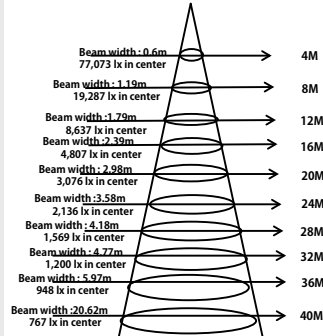 Beam width : 0.6m
77,073 lx in center
4M
Beam width : 1.19m
19,287 lx in center
8M
Beam width :1.79m
8,637 lx in center
12M
Beam width :2.39m
4,807 lx in center
16M
Beam width : 2.98m
3,076 lx in center
20M
Beam width :3.58m
2,136 lx in center
24M
Beam width : 4.18m
1,569 lx in center
28M
Beam width : 4.77m
1,200 lx in center
32M
Beam width : 5.97m
948 lx in center
36M
Beam width :20.62m
767 lx in center
40M